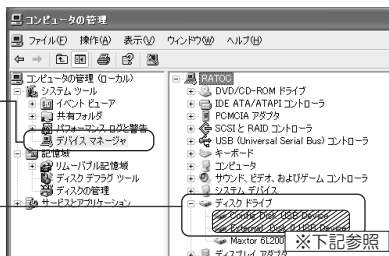 コンピュータの管理
ファイル(F) 操作(A) 表示(V) ウィンドウ(W) ヘルプ(H)
コンピュータの管理 (ローカル)
システム ツール
イベント ビューア
共有フォルダ
パフォーマンス ログと警告
デバイス マネージャ
記憶域
リムーバブル記憶域
ディスク デフラグ ツール
ディスクの管理
サービスとアプリケーション
RATOC
DVD/CD-ROM ドライブ
IDE ATA/ATAPI コントローラ
PCMCIA アダプタ
SCSI と RAID コントローラ
USB (Universal Serial Bus) コントローラ
キーボード
コンピュータ
サウンド、ビデオ、およびゲーム コントローラ
システム デバイス
ディスク ドライブ
Config Disk USB Device
External Disk 0 USB Device
Maxtor 6L200
※下記参照
ディスプレイ アダプタ